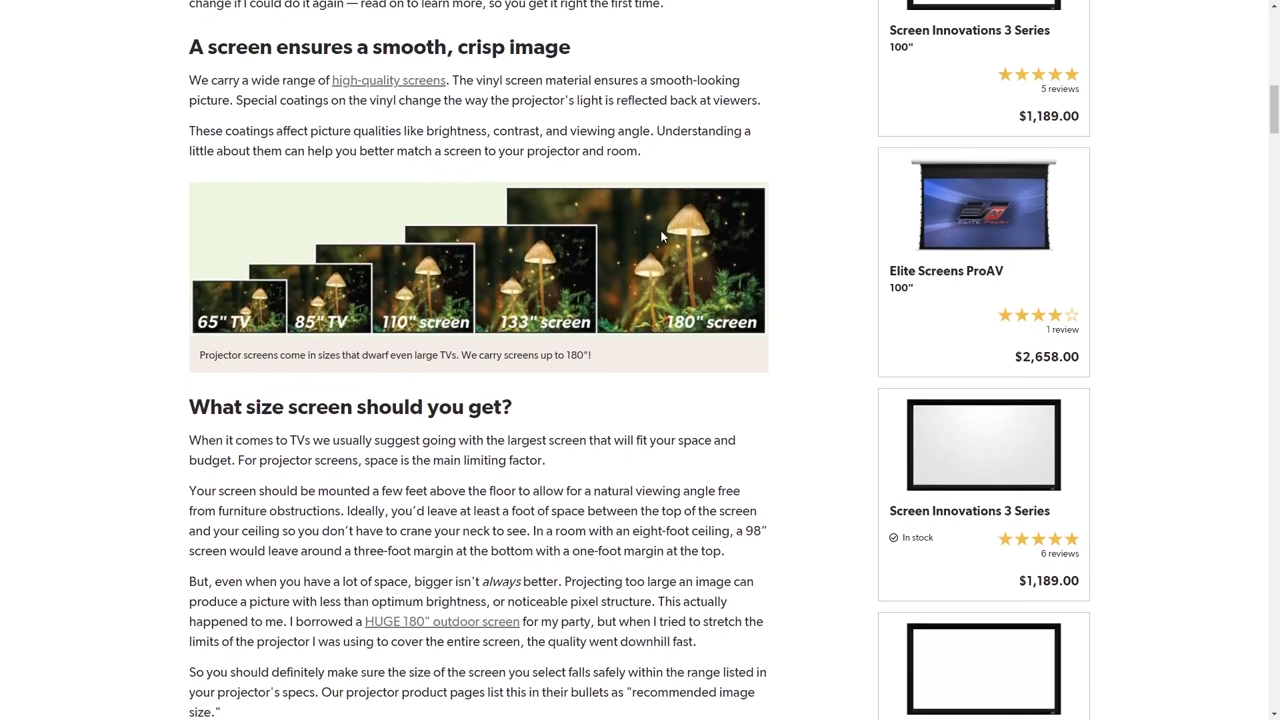 change if I could do it again — read on to learn more, so you get it right the first time.
A screen ensures a smooth, crisp image
We carry a wide range of high-quality screens. The vinyl screen material ensures a smooth-looking
picture. Special coatings on the vinyl change the way the projector's light is reflected back at viewers.
These coatings affect picture qualities like brightness, contrast, and viewing angle. Understanding a
little about them can help you better match a screen to your projector and room.
65" TV
85" TV
110" screen
133" screen
180" screen
Projector screens come in sizes that dwarf even large TVs. We carry screens up to 180"!
What size screen should you get?
When it comes to TVs we usually suggest going with the largest screen that will fit your space and
budget. For projector screens, space is the main limiting factor.
Your screen should be mounted a few feet above the floor to allow for a natural viewing angle free
from furniture obstructions. Ideally, you’d leave at least a foot of space between the top of the screen
and your ceiling so you don’t have to crane your neck to see. In a room with an eight-foot ceiling, a 98”
screen would leave around a three-foot margin at the bottom with a one-foot margin at the top.
But, even when you have a lot of space, bigger isn't always better. Projecting too large an image can
produce a picture with less than optimum brightness, or noticeable pixel structure. This actually
happened to me. I borrowed a HUGE 180" outdoor screen for my party, but when I tried to stretch the
limits of the projector I was using to cover the entire screen, the quality went downhill fast.
So you should definitely make sure the size of the screen you select falls safely within the range listed in
your projector's specs. Our projector product pages list this in their bullets as "recommended image
size."
Screen Innovations 3 Series
100"
5 reviews
$1,189.00
ELITE PROAV
Elite Screens ProAV
100"
1 review
$2,658.00
Screen Innovations 3 Series
In stock
6 reviews
$1,189.00